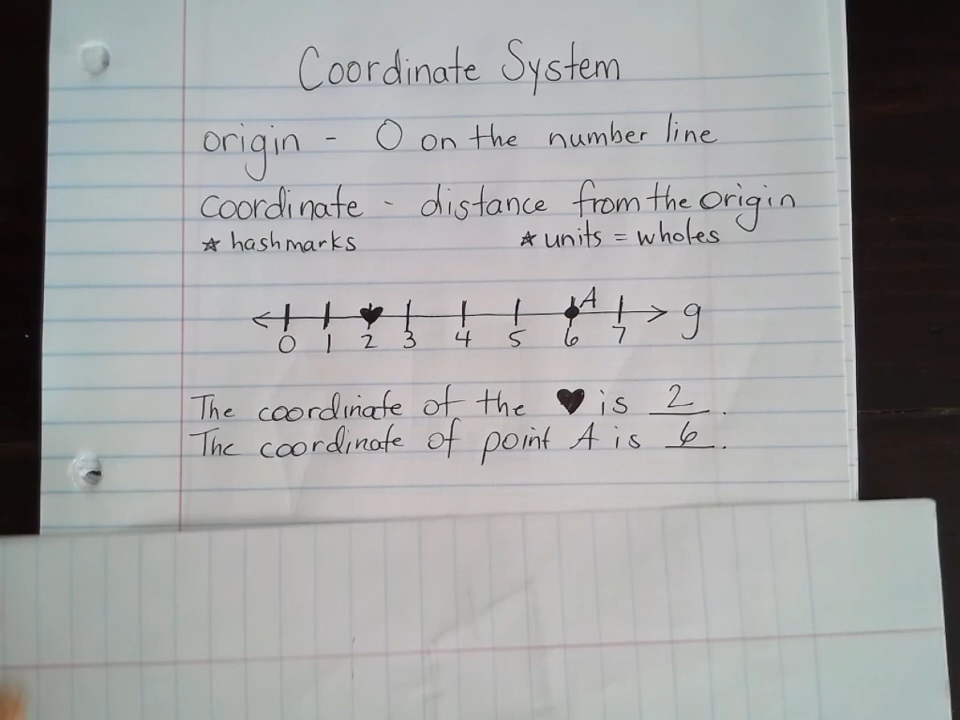 Coordinate System
origin - 0 on the number line
coordinate - distance from the origin
* hashmarks * units = wholes
A
0 1 2 3 4 5 6 7 g
The coordinate of the ♥ is 2.
The coordinate of point A is 6.